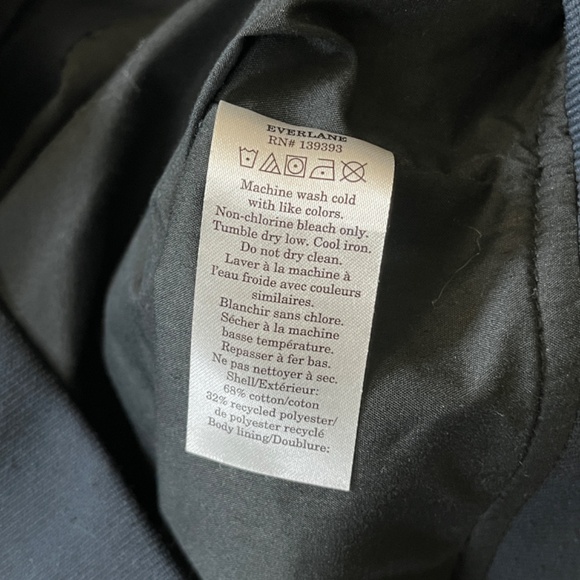 EVERLANE
RN# 139393
Machine wash cold
with like colors.
Non-chlorine bleach only.
Tumble dry low. Cool iron.
Do not dry clean.
Laver à la machine à
l'eau froide avec couleurs
similaires.
Blanchir sans chlore.
Sécher à la machine
basse température.
Repasser à fer bas.
Ne pas nettoyer à sec.
Shell/Extérieur:
68% cotton/coton
32% recycled polyester/
de polyester recyclé
Body lining/Doublure: